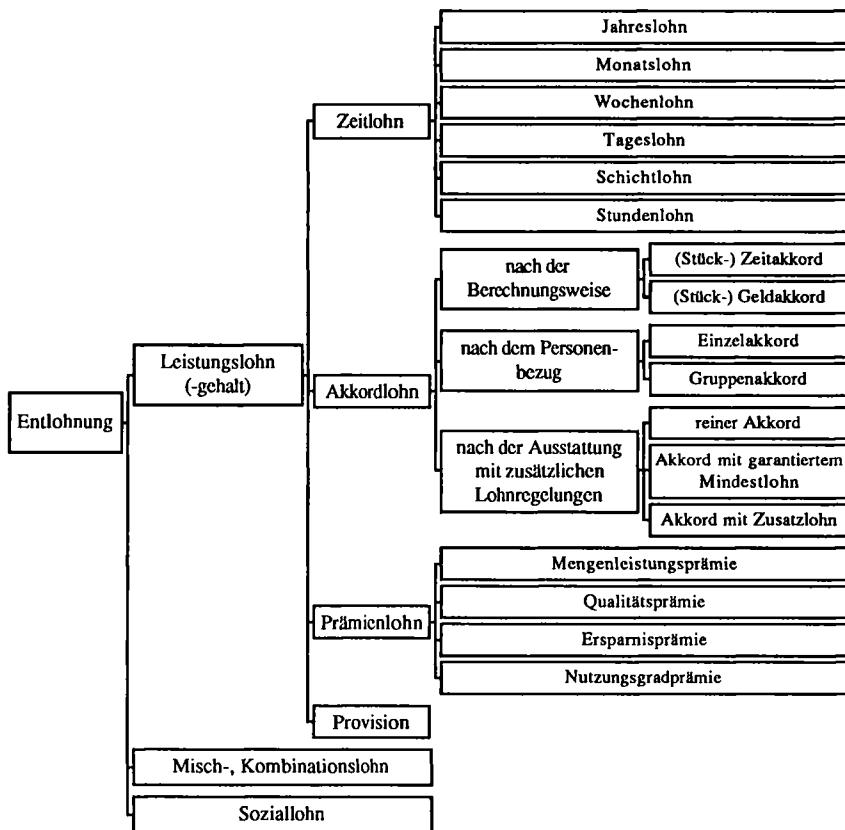 Jahreslohn
Monatslohn
Wochenlohn
Zeitlohn
Tageslohn
Schichtlohn
Stundenlohn
nach der
Berechnungsweise
(Stück-) Zeitakkord
(Stück-) Geldakkord
Leistungslohn
(-gehalt)
nach dem Personen-
bezug
Einzelakkord
Gruppenakkord
Akkordlohn
Entlohnung
nach der Ausstattung
mit zusätzlichen
Lohnregelungen
reiner Akkord
Akkord mit garantiertem
Mindestlohn
Akkord mit Zusatzlohn
Mengenleistungsprämie
Qualitätsprämie
Prämienlohn
Ersparnisprämie
Nutzungsgradprämie
Provision
Misch-, Kombinationslohn
Soziallohn